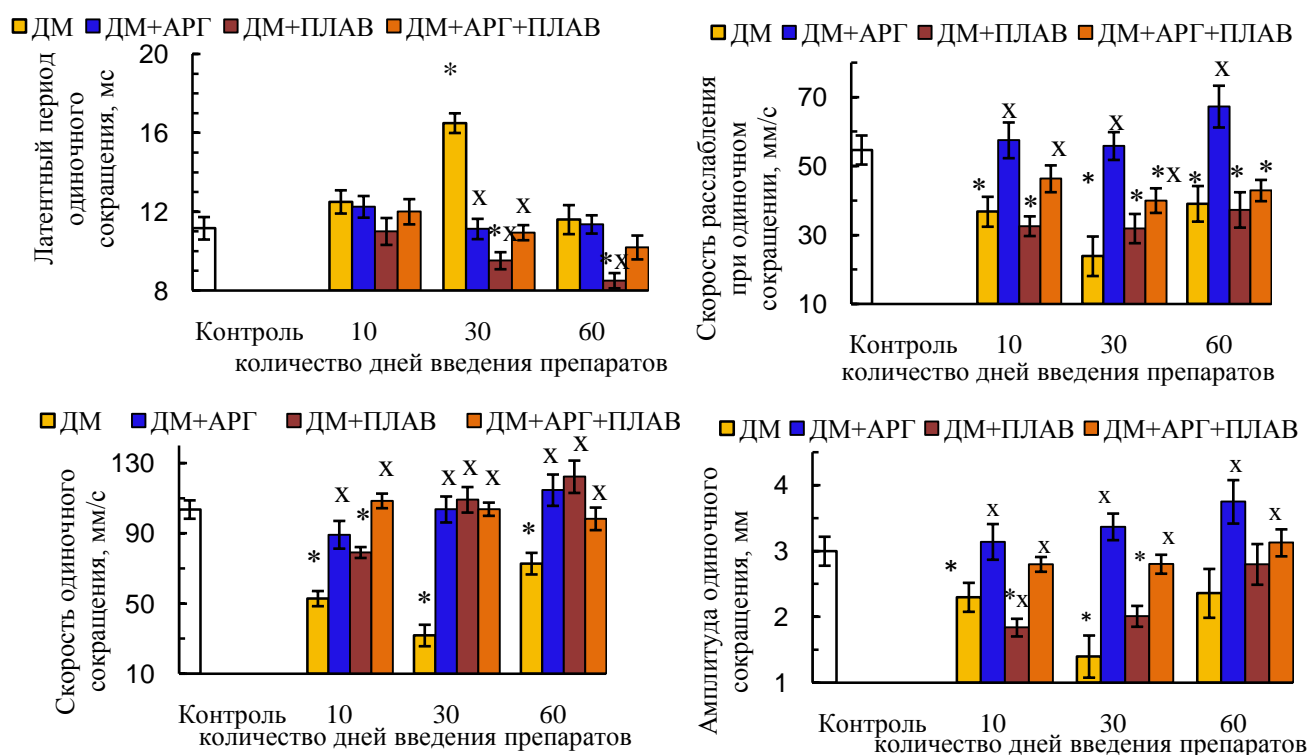 ДМ ДМ+АРГ ДМ+ПЛАВ ДМ+АРГ+ПЛАВ
Латентный период
одиночного
сокращения, мс
20
16
12
8
*
x
*x
x
*x
Контроль 10 30 60
количество дней введения препаратов
ДМ ДМ+АРГ ДМ+ПЛАВ ДМ+АРГ+ПЛАВ
Скорость расслабления
при одиночном
сокращении, мм/с
70
50
30
10
*
x
*
x
*
x
*
*x
*
x
*
*
Контроль 10 30 60
количество дней введения препаратов
ДМ ДМ+АРГ ДМ+ПЛАВ ДМ+АРГ+ПЛАВ
Скорость одиночного
сокращения, мм/с
130
90
50
10
*
x
*
x
*
x
x
x
*
x
x
x
Контроль 10 30 60
количество дней введения препаратов
ДМ ДМ+АРГ ДМ+ПЛАВ ДМ+АРГ+ПЛАВ
Амплитуда одиночного
сокращения, мм
4
3
2
1
*
x
*x
x
*
x
*
x
x
x
Контроль 10 30 60
количество дней введения препаратов